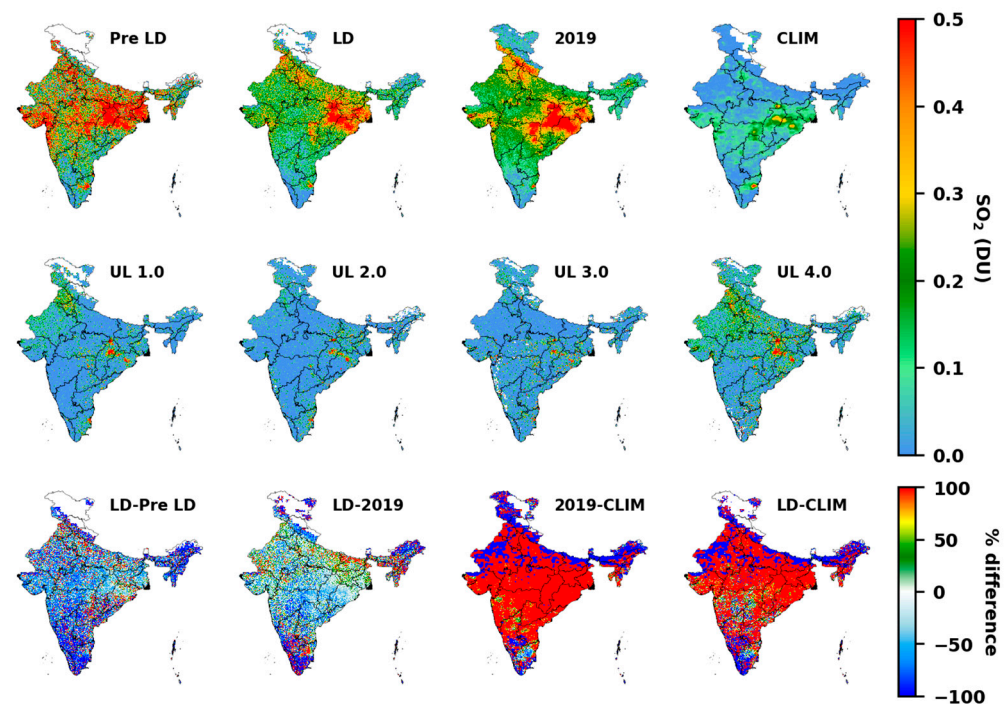 Pre LD
LD
2019
CLIM
0.5
0.4
0.3
0.2
0.1
0.0
SO₂ (DU)
UL 1.0
UL 2.0
UL 3.0
UL 4.0
LD-Pre LD
LD-2019
2019-CLIM
LD-CLIM
100
50
0
−50
−100
% difference